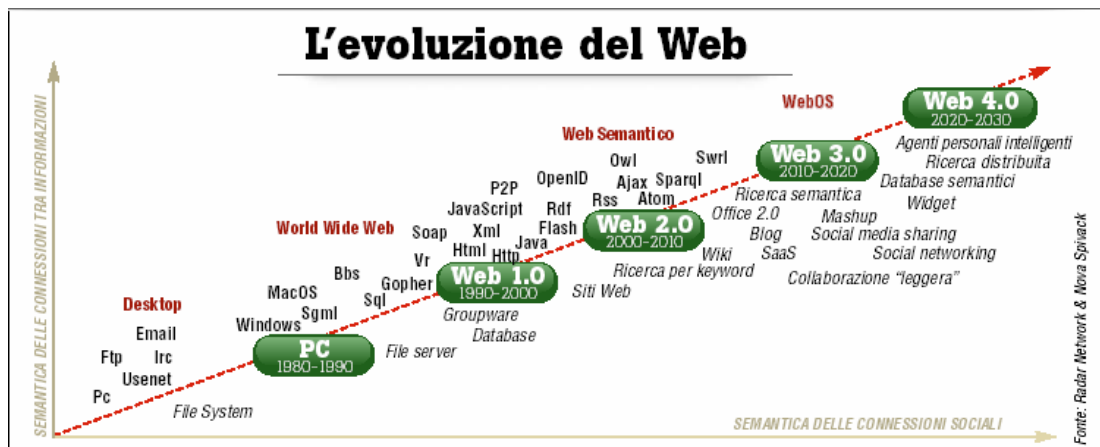 L'evoluzione del Web
SEMANTICA DELLE CONNESSIONI TRA INFORMAZIONI
WebOS
Web 4.0
2020-2030
Agenti personali intelligenti
Ricerca distribuita
Web Semantico
Web 3.0
2010-2020
Database semantici
Widget
Owl
Swrl
OpenID
Ajax
Sparql
Rss
Atom
Ricerca semantica
Office 2.0
Mashup
Blog
Social media sharing
Wiki
SaaS
Social networking
Collaborazione “leggera”
P2P
JavaScript
Rdf
Flash
Web 2.0
2000-2010
Ricerca per keyword
World Wide Web
Soap
Xml
Java
Html
Http
Vr
Gopher
Web 1.0
1990-2000
Siti Web
Groupware
Database
Bbs
MacOS
Sql
Sgml
Windows
Desktop
Email
Ftp
Irc
Usenet
Pc
PC
1980-1990
File server
File System
SEMANTICA DELLE CONNESSIONI SOCIALI
Fonte: Radar Network & Nova Spivack